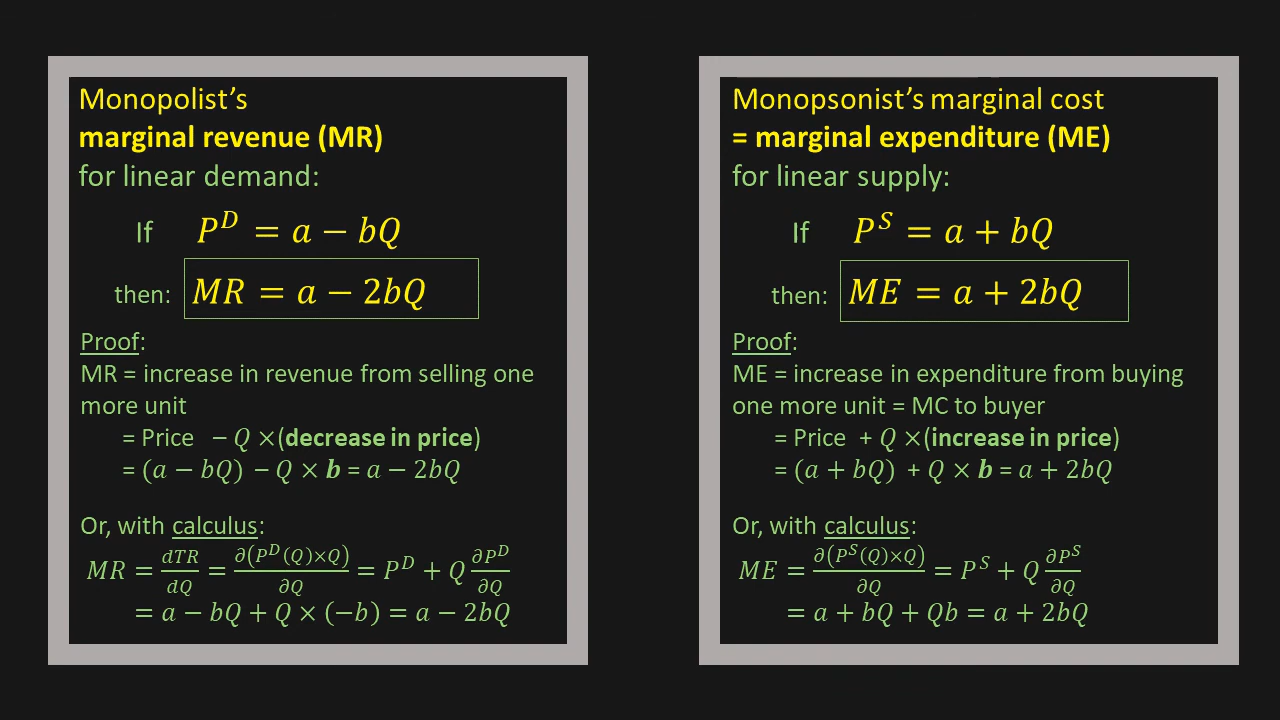 Monopolist's
marginal revenue (MR)
for linear demand:
If P^D = a − bQ
then: MR = a − 2bQ
Proof:
MR = increase in revenue from selling one
more unit
= Price − Q ×(decrease in price)
= (a − bQ) − Q × b = a − 2bQ
Or, with calculus:
MR = dTR/dQ = ∂(P^D(Q)×Q)/∂Q = P^D + Q ∂P^D/∂Q
= a − bQ + Q × (−b) = a − 2bQ
Monopsonist's marginal cost
= marginal expenditure (ME)
for linear supply:
If P^S = a + bQ
then: ME = a + 2bQ
Proof:
ME = increase in expenditure from buying
one more unit = MC to buyer
= Price + Q ×(increase in price)
= (a + bQ) + Q × b = a + 2bQ
Or, with calculus:
ME = ∂(P^S(Q)×Q)/∂Q = P^S + Q ∂P^S/∂Q
= a + bQ + Qb = a + 2bQ